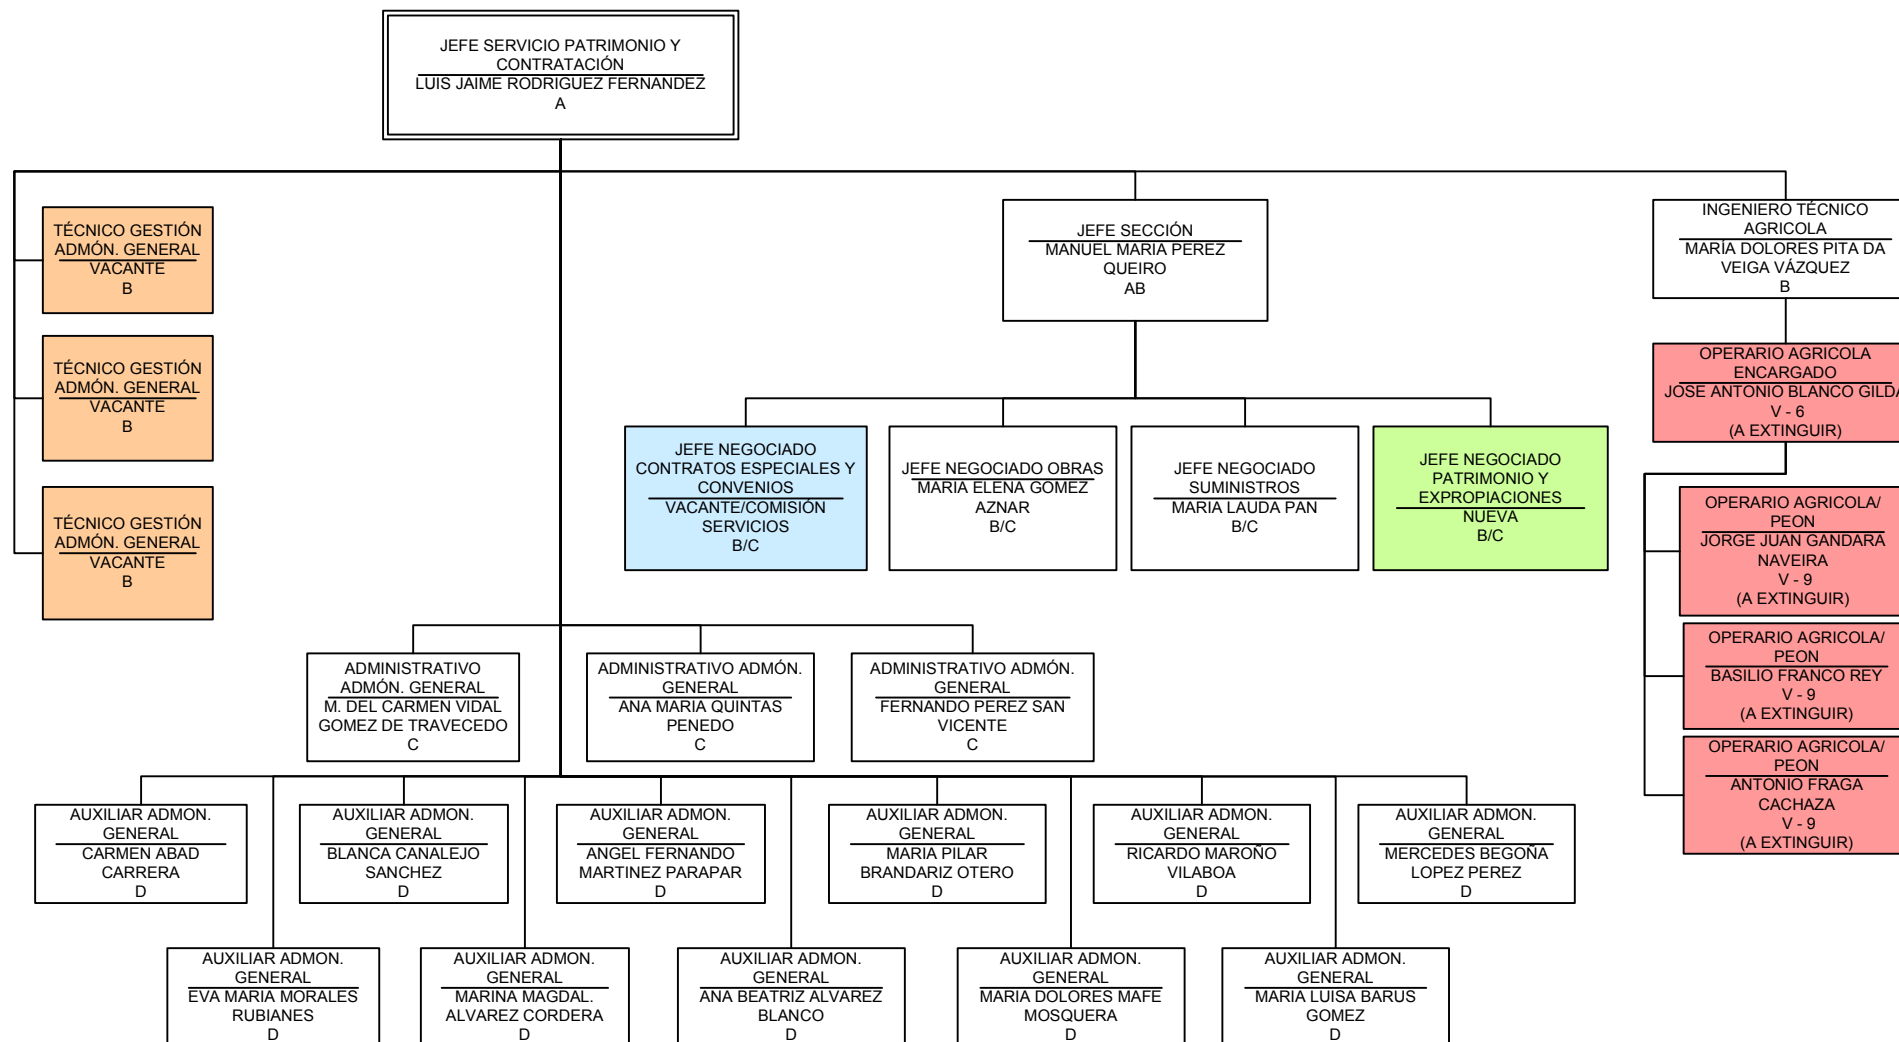 JEFE SERVICIO PATRIMONIO Y
CONTRATACIÓN
LUIS JAIME RODRIGUEZ FERNANDEZ
A
TÉCNICO GESTIÓN
ADMÓN. GENERAL
VACANTE
B
TÉCNICO GESTIÓN
ADMÓN. GENERAL
VACANTE
B
TÉCNICO GESTIÓN
ADMÓN. GENERAL
VACANTE
B
JEFE SECCIÓN
MANUEL MARIA PEREZ
QUEIRO
AB
INGENIERO TÉCNICO
AGRICOLA
MARÍA DOLORES PITA DA
VEIGA VÁZQUEZ
B
JEFE NEGOCIADO
CONTRATOS ESPECIALES Y
CONVENIOS
VACANTE/COMISIÓN
SERVICIOS
B/C
JEFE NEGOCIADO OBRAS
MARIA ELENA GOMEZ
AZNAR
B/C
JEFE NEGOCIADO
SUMINISTROS
MARIA LAUDA PAN
B/C
JEFE NEGOCIADO
PATRIMONIO Y
EXPROPIACIONES
NUEVA
B/C
OPERARIO AGRICOLA
ENCARGADO
JOSE ANTONIO BLANCO GILDA
V - 6
(A EXTINGUIR)
OPERARIO AGRICOLA/
PEON
JORGE JUAN GANDARA
NAVEIRA
V - 9
(A EXTINGUIR)
OPERARIO AGRICOLA/
PEON
BASILIO FRANCO REY
V - 9
(A EXTINGUIR)
OPERARIO AGRICOLA/
PEON
ANTONIO FRAGA
CACHAZA
V - 9
(A EXTINGUIR)
ADMINISTRATIVO
ADMÓN. GENERAL
M. DEL CARMEN VIDAL
GOMEZ DE TRAVECEDO
C
ADMINISTRATIVO ADMÓN.
GENERAL
ANA MARIA QUINTAS
PENEDO
C
ADMINISTRATIVO ADMÓN.
GENERAL
FERNANDO PEREZ SAN
VICENTE
C
AUXILIAR ADMON.
GENERAL
CARMEN ABAD
CARRERA
D
AUXILIAR ADMON.
GENERAL
BLANCA CANALEJO
SANCHEZ
D
AUXILIAR ADMON.
GENERAL
ANGEL FERNANDO
MARTINEZ PARAPAR
D
AUXILIAR ADMON.
GENERAL
MARIA PILAR
BRANDARIZ OTERO
D
AUXILIAR ADMON.
GENERAL
RICARDO MAROÑO
VILABOA
D
AUXILIAR ADMON.
GENERAL
MERCEDES BEGOÑA
LOPEZ PEREZ
D
AUXILIAR ADMON.
GENERAL
EVA MARIA MORALES
RUBIANES
D
AUXILIAR ADMON.
GENERAL
MARINA MAGDAL.
ALVAREZ CORDERA
D
AUXILIAR ADMON.
GENERAL
ANA BEATRIZ ALVAREZ
BLANCO
D
AUXILIAR ADMON.
GENERAL
MARIA DOLORES MAFE
MOSQUERA
D
AUXILIAR ADMON.
GENERAL
MARIA LUISA BARUS
GOMEZ
D